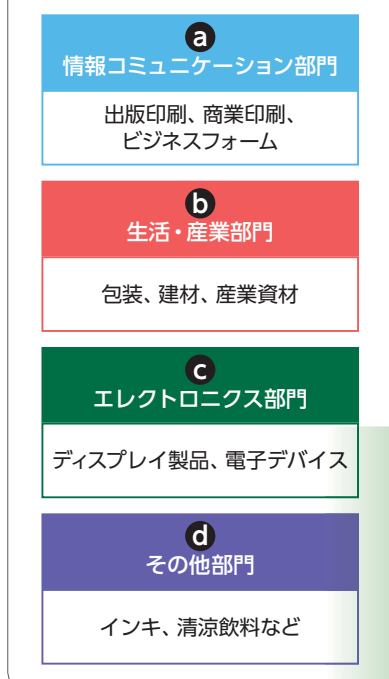 a
情報コミュニケーション部門
出版印刷、商業印刷、
ビジネスフォーム
b
生活・産業部門
包装、建材、産業資材
c
エレクトロニクス部門
ディスプレイ製品、電子デバイス
d
その他部門
インキ、清涼飲料など